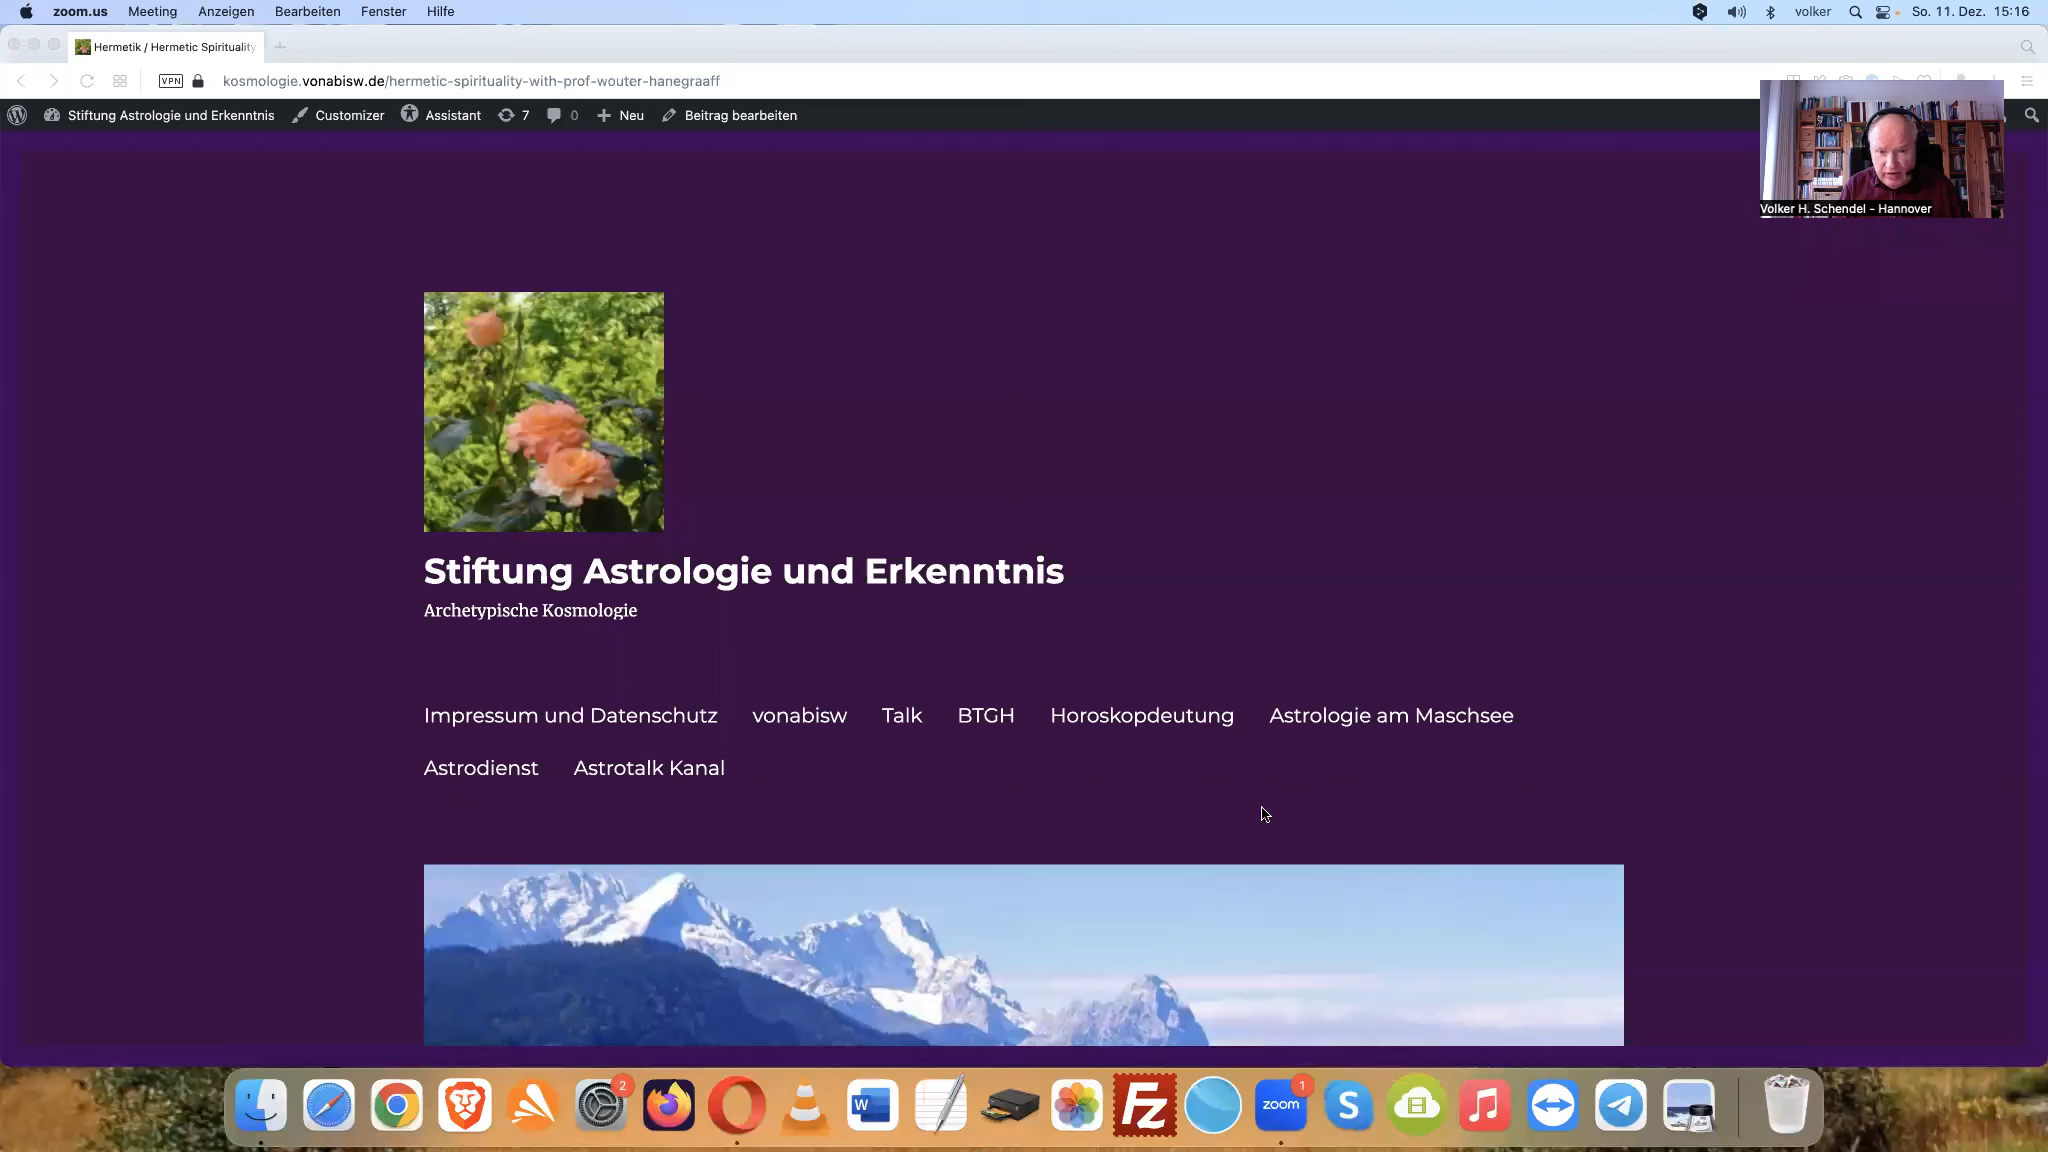 zoom.us Meeting Anzeigen Bearbeiten Fenster Hilfe volker So. 11. Dez. 15:16
Hermetik / Hermetic Spirituality
VPN kosmologie.vonabisw.de/hermetic-spirituality-with-prof-wouter-hanegraaff
Stiftung Astrologie und Erkenntnis Customizer Assistant 7 0 Neu Beitrag bearbeiten
Volker H. Schendel - Hannover
Stiftung Astrologie und Erkenntnis
Archetypische Kosmologie
Impressum und Datenschutz vonabisw Talk BTGH Horoskopdeutung Astrologie am Maschsee
Astrodienst Astrotalk Kanal
2
1
W
Fz
zoom
S